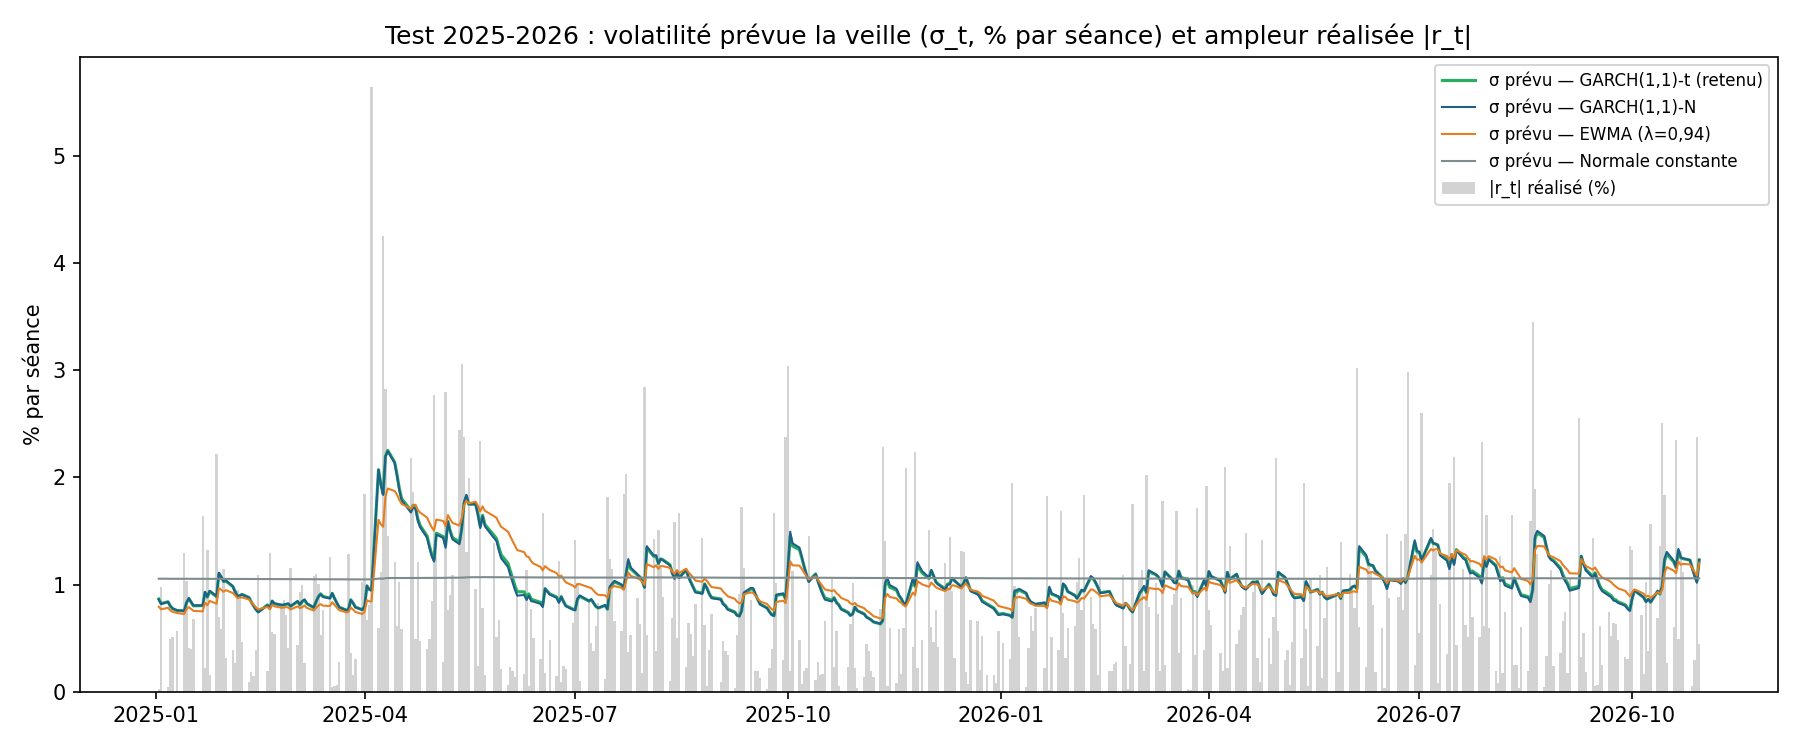 Test 2025-2026 : volatilité prévue la veille (σ_t, % par séance) et ampleur réalisée |r_t|
σ prévu — GARCH(1,1)-t (retenu)
σ prévu — GARCH(1,1)-N
σ prévu — EWMA (λ=0,94)
σ prévu — Normale constante
|r_t| réalisé (%)
% par séance
5
4
3
2
1
0
2025-01
2025-04
2025-07
2025-10
2026-01
2026-04
2026-07
2026-10